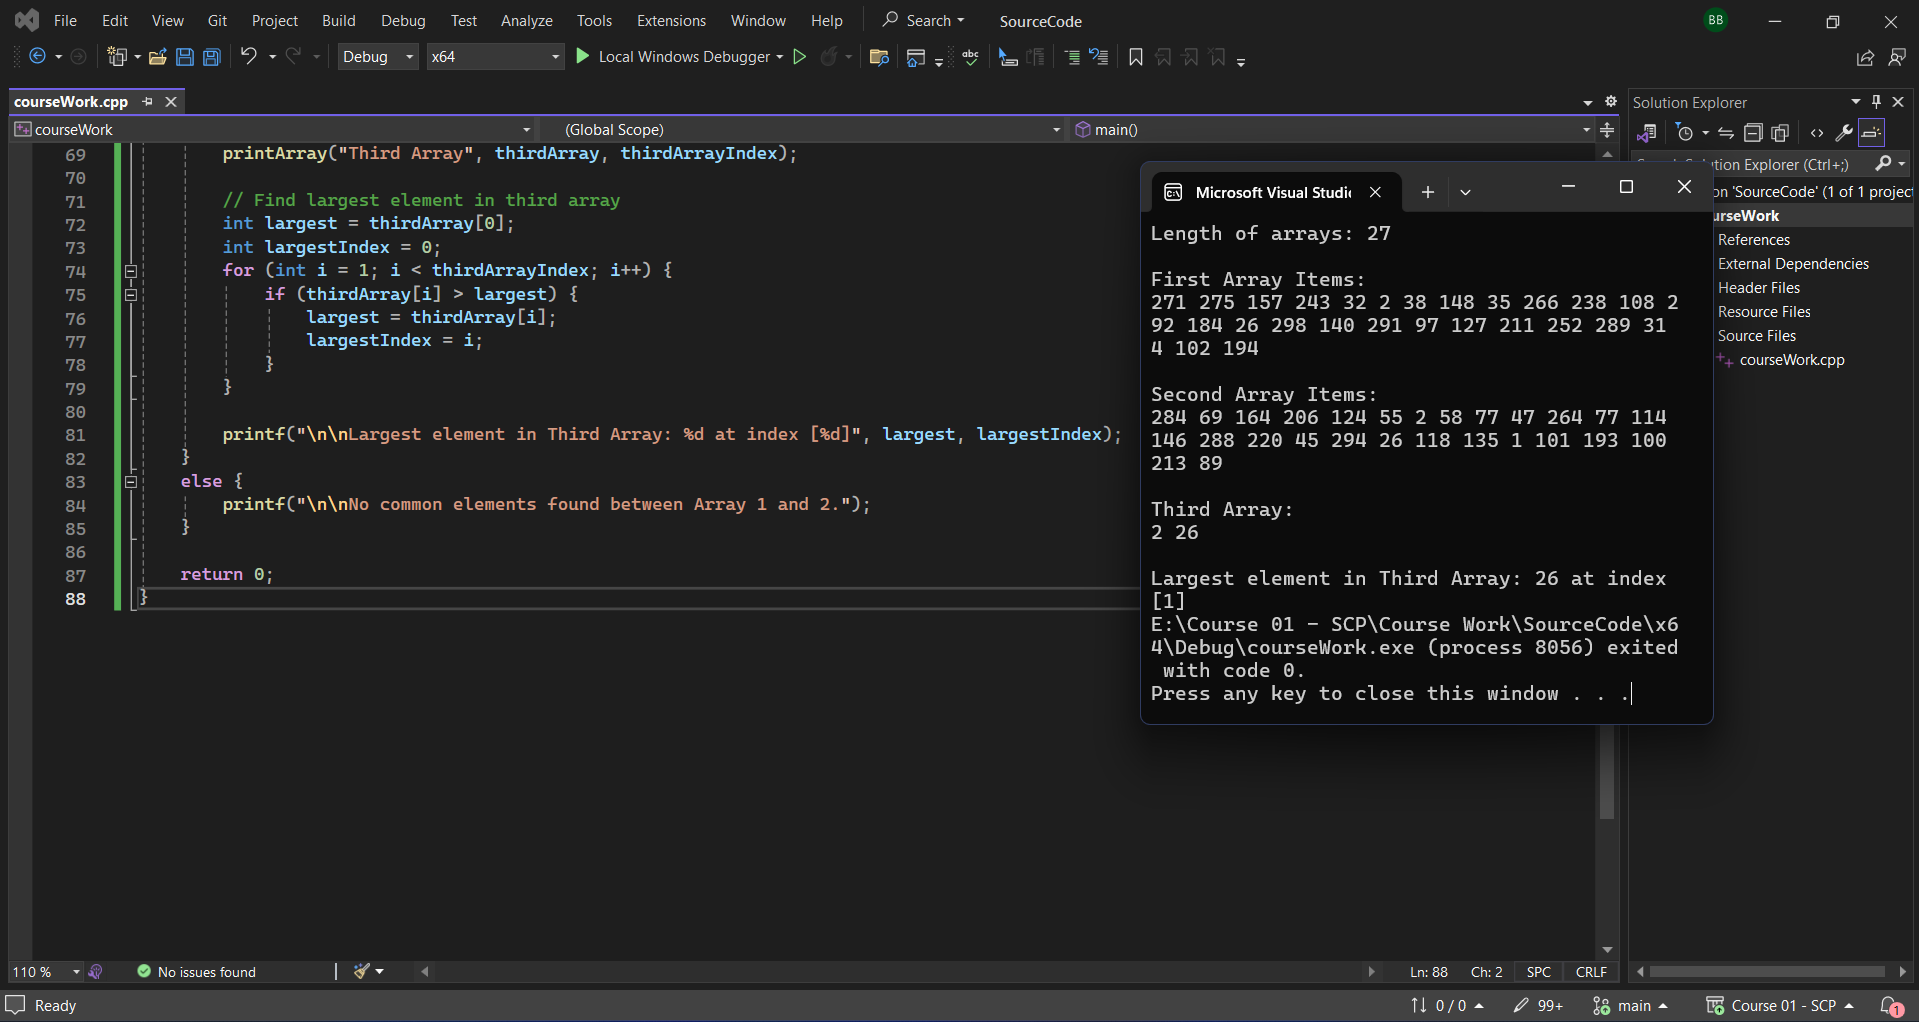 File Edit View Git Project Build Debug Test Analyze Tools Extensions Window Help Search SourceCode BB
Debug x64 Local Windows Debugger
courseWork.cpp
courseWork (Global Scope) main()
69 printArray("Third Array", thirdArray, thirdArrayIndex);
70
71 // Find largest element in third array
72 int largest = thirdArray[0];
73 int largestIndex = 0;
74 for (int i = 1; i < thirdArrayIndex; i++) {
75 if (thirdArray[i] > largest) {
76 largest = thirdArray[i];
77 largestIndex = i;
78 }
79 }
80
81 printf("\n\nLargest element in Third Array: %d at index [%d]", largest, largestIndex);
82 }
83 else {
84 printf("\n\nNo common elements found between Array 1 and 2.");
85 }
86
87 return 0;
88 }
Microsoft Visual Studi
Length of arrays: 27
First Array Items:
271 275 157 243 32 2 38 148 35 266 238 108 2
92 184 26 298 140 291 97 127 211 252 289 31
4 102 194
Second Array Items:
284 69 164 206 124 55 2 58 77 47 264 77 114
146 288 220 45 294 26 118 135 1 101 193 100
213 89
Third Array:
2 26
Largest element in Third Array: 26 at index
[1]
E:\Course 01 - SCP\Course Work\SourceCode\x6
4\Debug\courseWork.exe (process 8056) exited
with code 0.
Press any key to close this window . . .
Solution Explorer
Explorer (Ctrl+;)
on 'SourceCode' (1 of 1 project
urseWork
References
External Dependencies
Header Files
Resource Files
Source Files
courseWork.cpp
110 % No issues found Ln: 88 Ch: 2 SPC CRLF
Ready 0 / 0 99+ main Course 01 - SCP 1